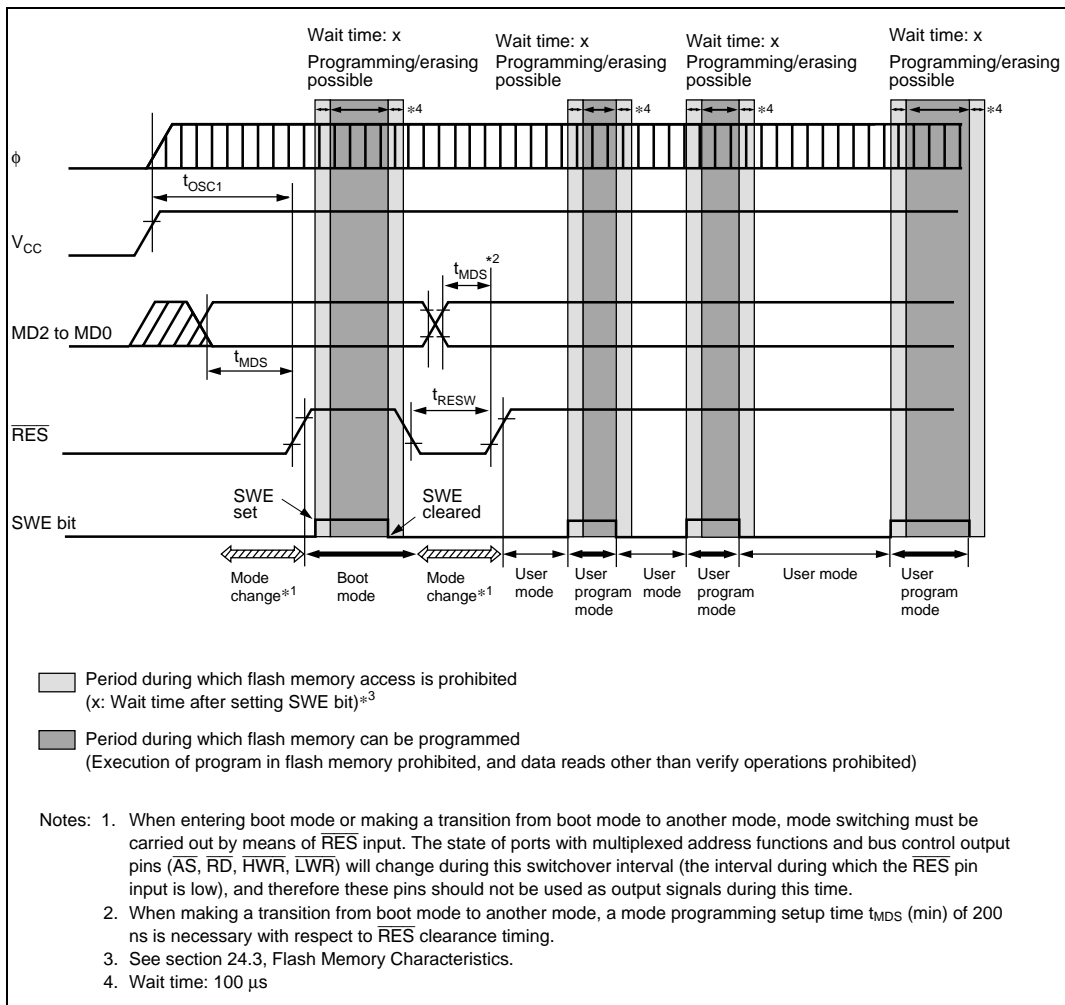 Wait time: x
Programming/erasing
possible
Wait time: x
Programming/erasing
possible
Wait time: x
Programming/erasing
possible
Wait time: x
Programming/erasing
possible
*4
*4
*4
*4
ϕ
tOSC1
VCC
tMDS*2
MD2 to MD0
tMDS
tRESW
RES
SWE set
SWE cleared
SWE bit
Mode change*1
Boot mode
Mode change*1
User mode
User program mode
User mode
User program mode
User mode
User program mode
Period during which flash memory access is prohibited
(x: Wait time after setting SWE bit)*3
Period during which flash memory can be programmed
(Execution of program in flash memory prohibited, and data reads other than verify operations prohibited)
Notes: 1. When entering boot mode or making a transition from boot mode to another mode, mode switching must be
carried out by means of RES input. The state of ports with multiplexed address functions and bus control output
pins (AS, RD, HWR, LWR) will change during this switchover interval (the interval during which the RES pin
input is low), and therefore these pins should not be used as output signals during this time.
2. When making a transition from boot mode to another mode, a mode programming setup time tMDS (min) of 200
ns is necessary with respect to RES clearance timing.
3. See section 24.3, Flash Memory Characteristics.
4. Wait time: 100 μs